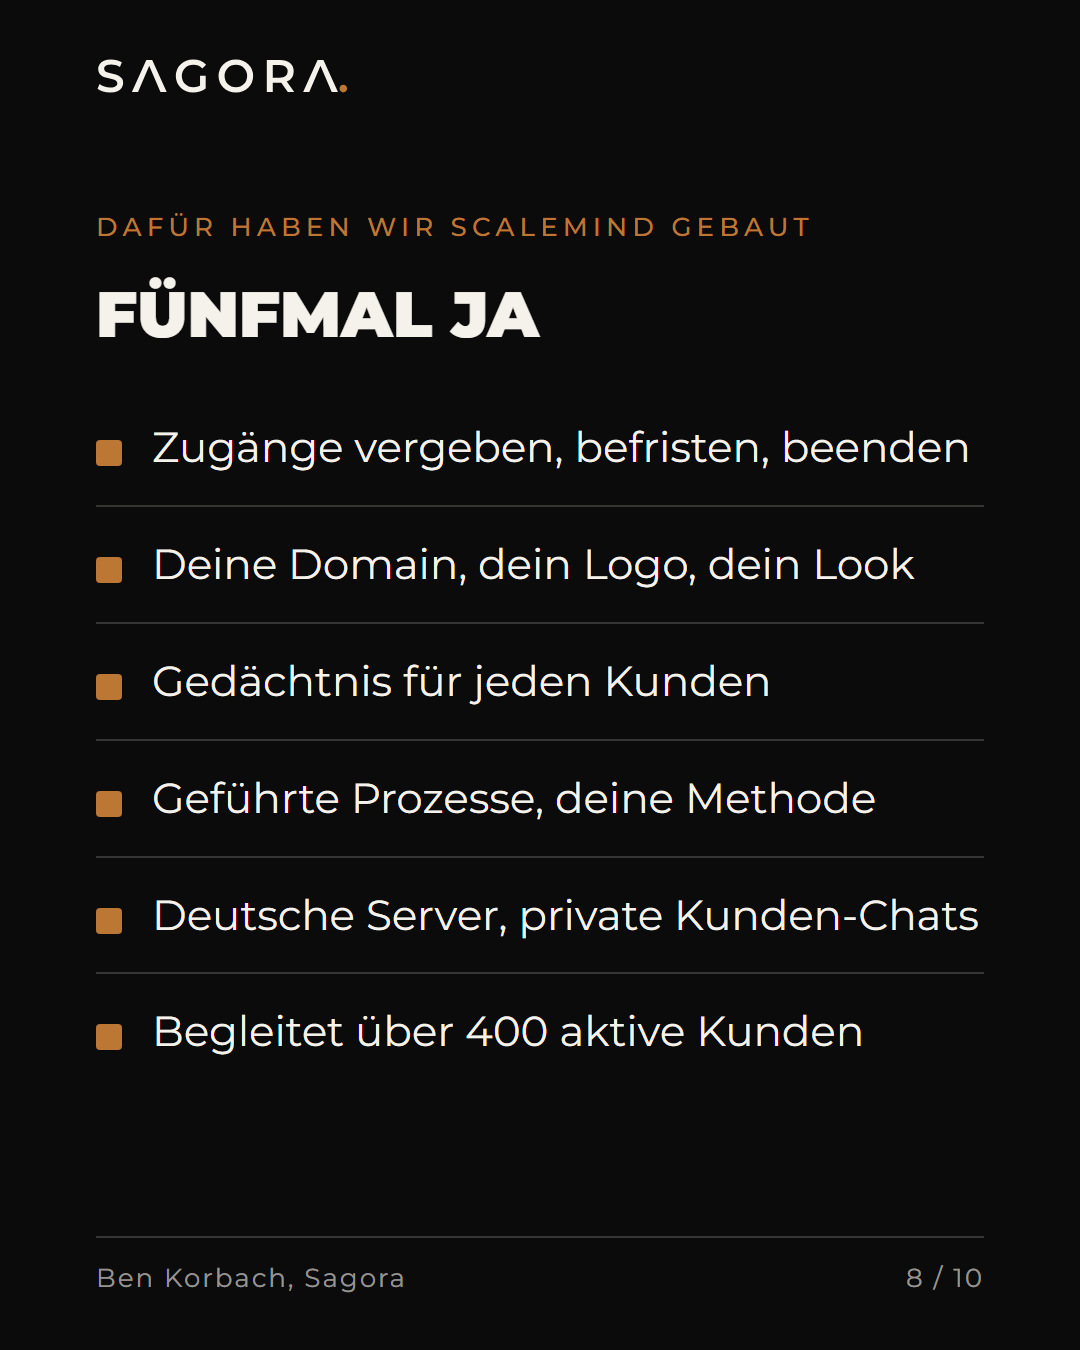 SAGORA.
DAFÜR HABEN WIR SCALEMIND GEBAUT
FÜNFMAL JA
Zugänge vergeben, befristen, beenden
Deine Domain, dein Logo, dein Look
Gedächtnis für jeden Kunden
Geführte Prozesse, deine Methode
Deutsche Server, private Kunden-Chats
Begleitet über 400 aktive Kunden
Ben Korbach, Sagora
8 / 10